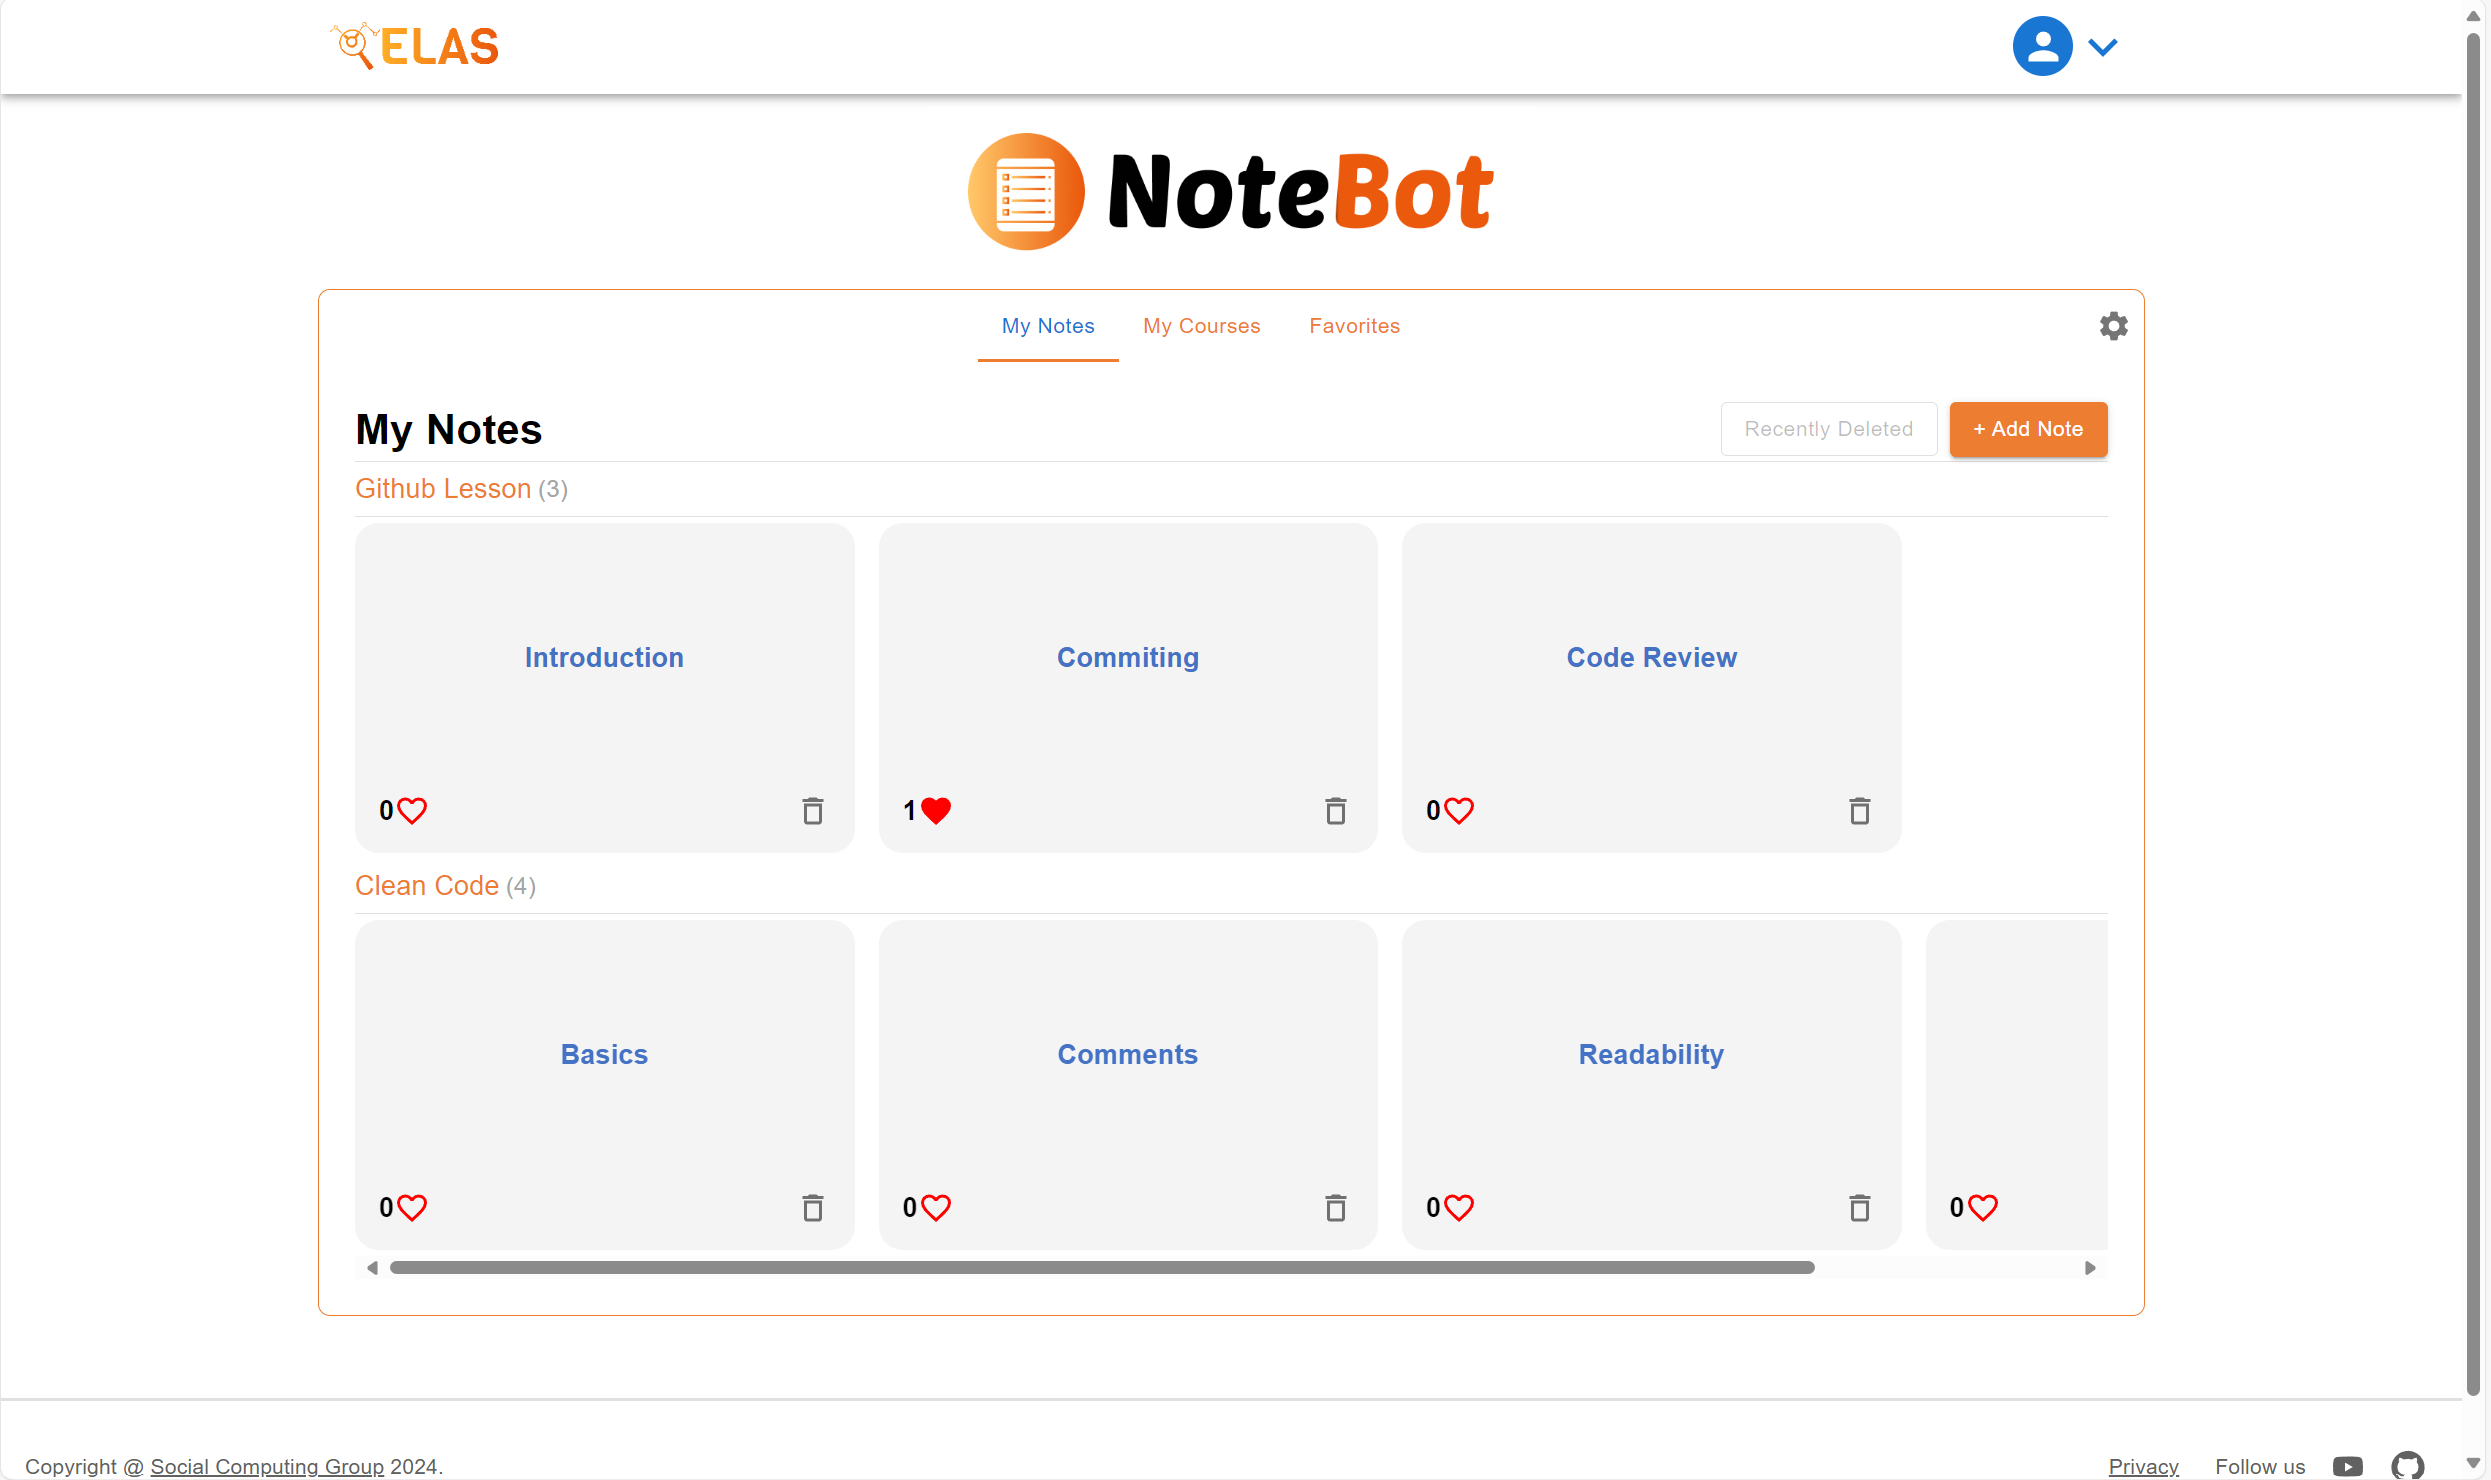 ELAS
NoteBot
My Notes
My Courses
Favorites
My Notes
Recently Deleted
+ Add Note
Github Lesson (3)
Introduction
Commiting
Code Review
0
1
0
Clean Code (4)
Basics
Comments
Readability
0
0
0
0
Copyright @ Social Computing Group 2024.
Privacy
Follow us